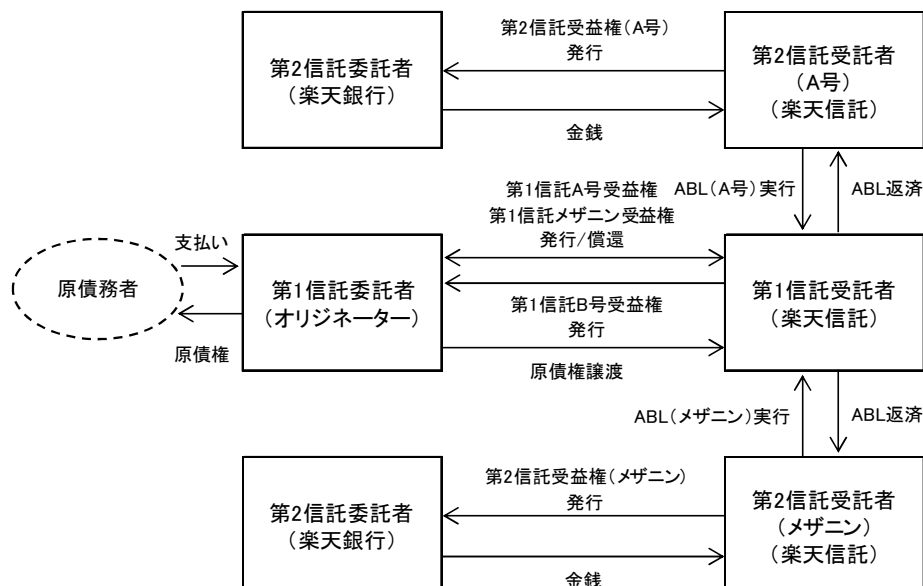 第2信託委託者
(楽天銀行)
第2信託受益権(A号)
発行
金銭
第2信託受託者
(A号)
(楽天信託)
第1信託A号受益権
第1信託メザニン受益権
発行/償還
ABL(A号)実行
ABL返済
支払い
原債務者
原債権
第1信託委託者
(オリジネーター)
第1信託B号受益権
発行
原債権譲渡
第1信託受託者
(楽天信託)
ABL(メザニン)実行
ABL返済
第2信託委託者
(楽天銀行)
第2信託受益権(メザニン)
発行
金銭
第2信託受託者
(メザニン)
(楽天信託)